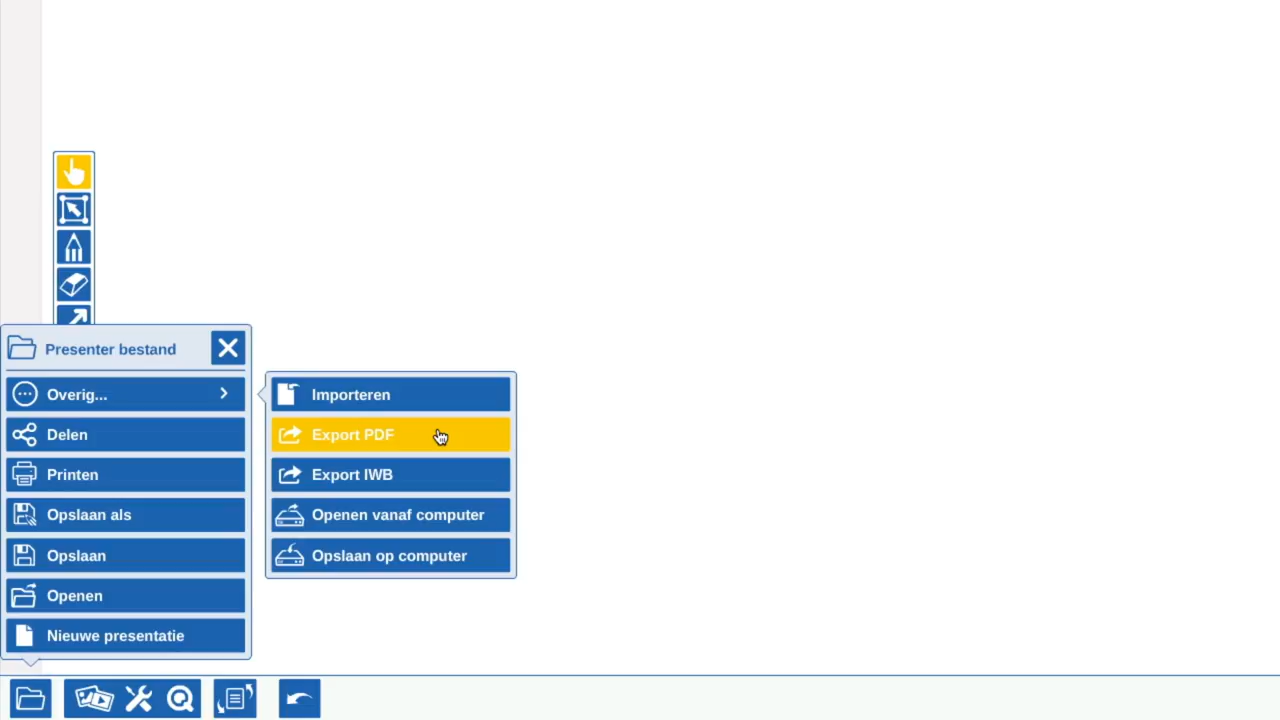 Presenter bestand
Overig...
Delen
Printen
Opslaan als
Opslaan
Openen
Nieuwe presentatie
Importeren
Export PDF
Export IWB
Openen vanaf computer
Opslaan op computer